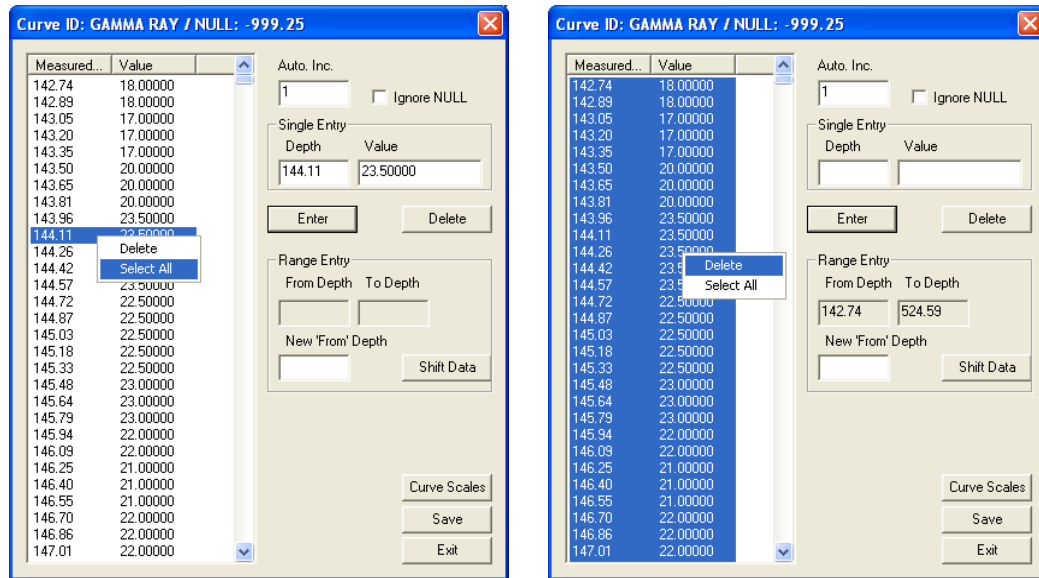 Curve ID: GAMMA RAY / NULL: -999.25
Measured... Value
142.74 18.00000
142.89 18.00000
143.05 17.00000
143.20 17.00000
143.35 17.00000
143.50 20.00000
143.65 20.00000
143.81 20.00000
143.96 23.50000
144.11 23.50000
144.26
144.42
144.57 23.50000
144.72 22.50000
144.87 22.50000
145.03 22.50000
145.18 22.50000
145.33 22.50000
145.48 23.00000
145.64 23.00000
145.79 23.00000
145.94 22.00000
146.09 22.00000
146.25 21.00000
146.40 21.00000
146.55 21.00000
146.70 22.00000
146.86 22.00000
147.01 22.00000
Delete
Select All
Auto. Inc.
1
Ignore NULL
Single Entry
Depth Value
144.11 23.50000
Enter Delete
Range Entry
From Depth To Depth
New 'From' Depth
Shift Data
Curve Scales
Save
Exit
Curve ID: GAMMA RAY / NULL: -999.25
Measured... Value
142.74 18.00000
142.89 18.00000
143.05 17.00000
143.20 17.00000
143.35 17.00000
143.50 20.00000
143.65 20.00000
143.81 20.00000
143.96 23.50000
144.11 23.50000
144.26 23.50000
144.42 23.5
144.57 23.5
144.72 22.50000
144.87 22.50000
145.03 22.50000
145.18 22.50000
145.33 22.50000
145.48 23.00000
145.64 23.00000
145.79 23.00000
145.94 22.00000
146.09 22.00000
146.25 21.00000
146.40 21.00000
146.55 21.00000
146.70 22.00000
146.86 22.00000
147.01 22.00000
Delete
Select All
Auto. Inc.
1
Ignore NULL
Single Entry
Depth Value
Enter Delete
Range Entry
From Depth To Depth
142.74 524.59
New 'From' Depth
Shift Data
Curve Scales
Save
Exit